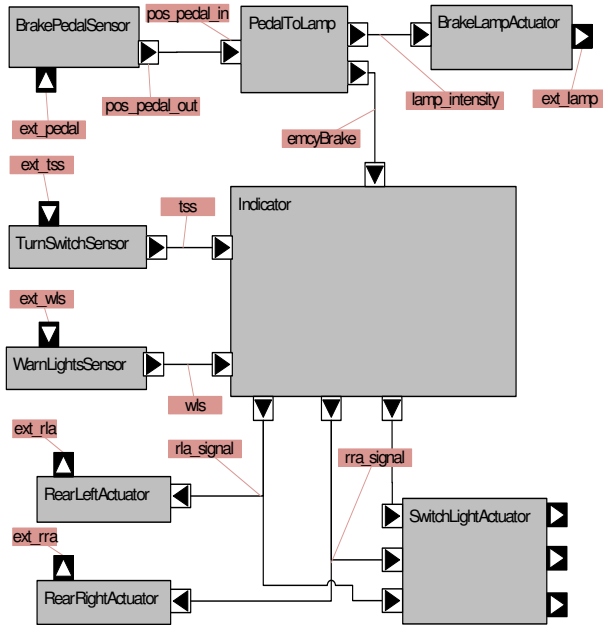 pos_pedal_in
BrakePedalSensor
PedalToLamp
BrakeLampActuator
pos_pedal_out
lamp_intensity
ext_lamp
ext_pedal
emcyBrake
ext_tss
tss
Indicator
TurnSwitchSensor
ext_wls
WarnLightsSensor
wls
ext_rla
rla_signal
rra_signal
RearLeftActuator
SwitchLightActuator
ext_rra
RearRightActuator